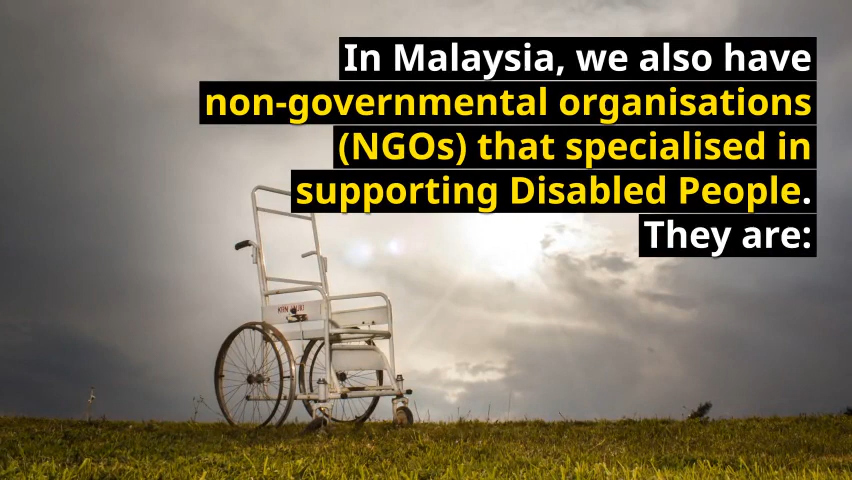 In Malaysia, we also have
non-governmental organisations
(NGOs) that specialised in
supporting Disabled People.
They are: